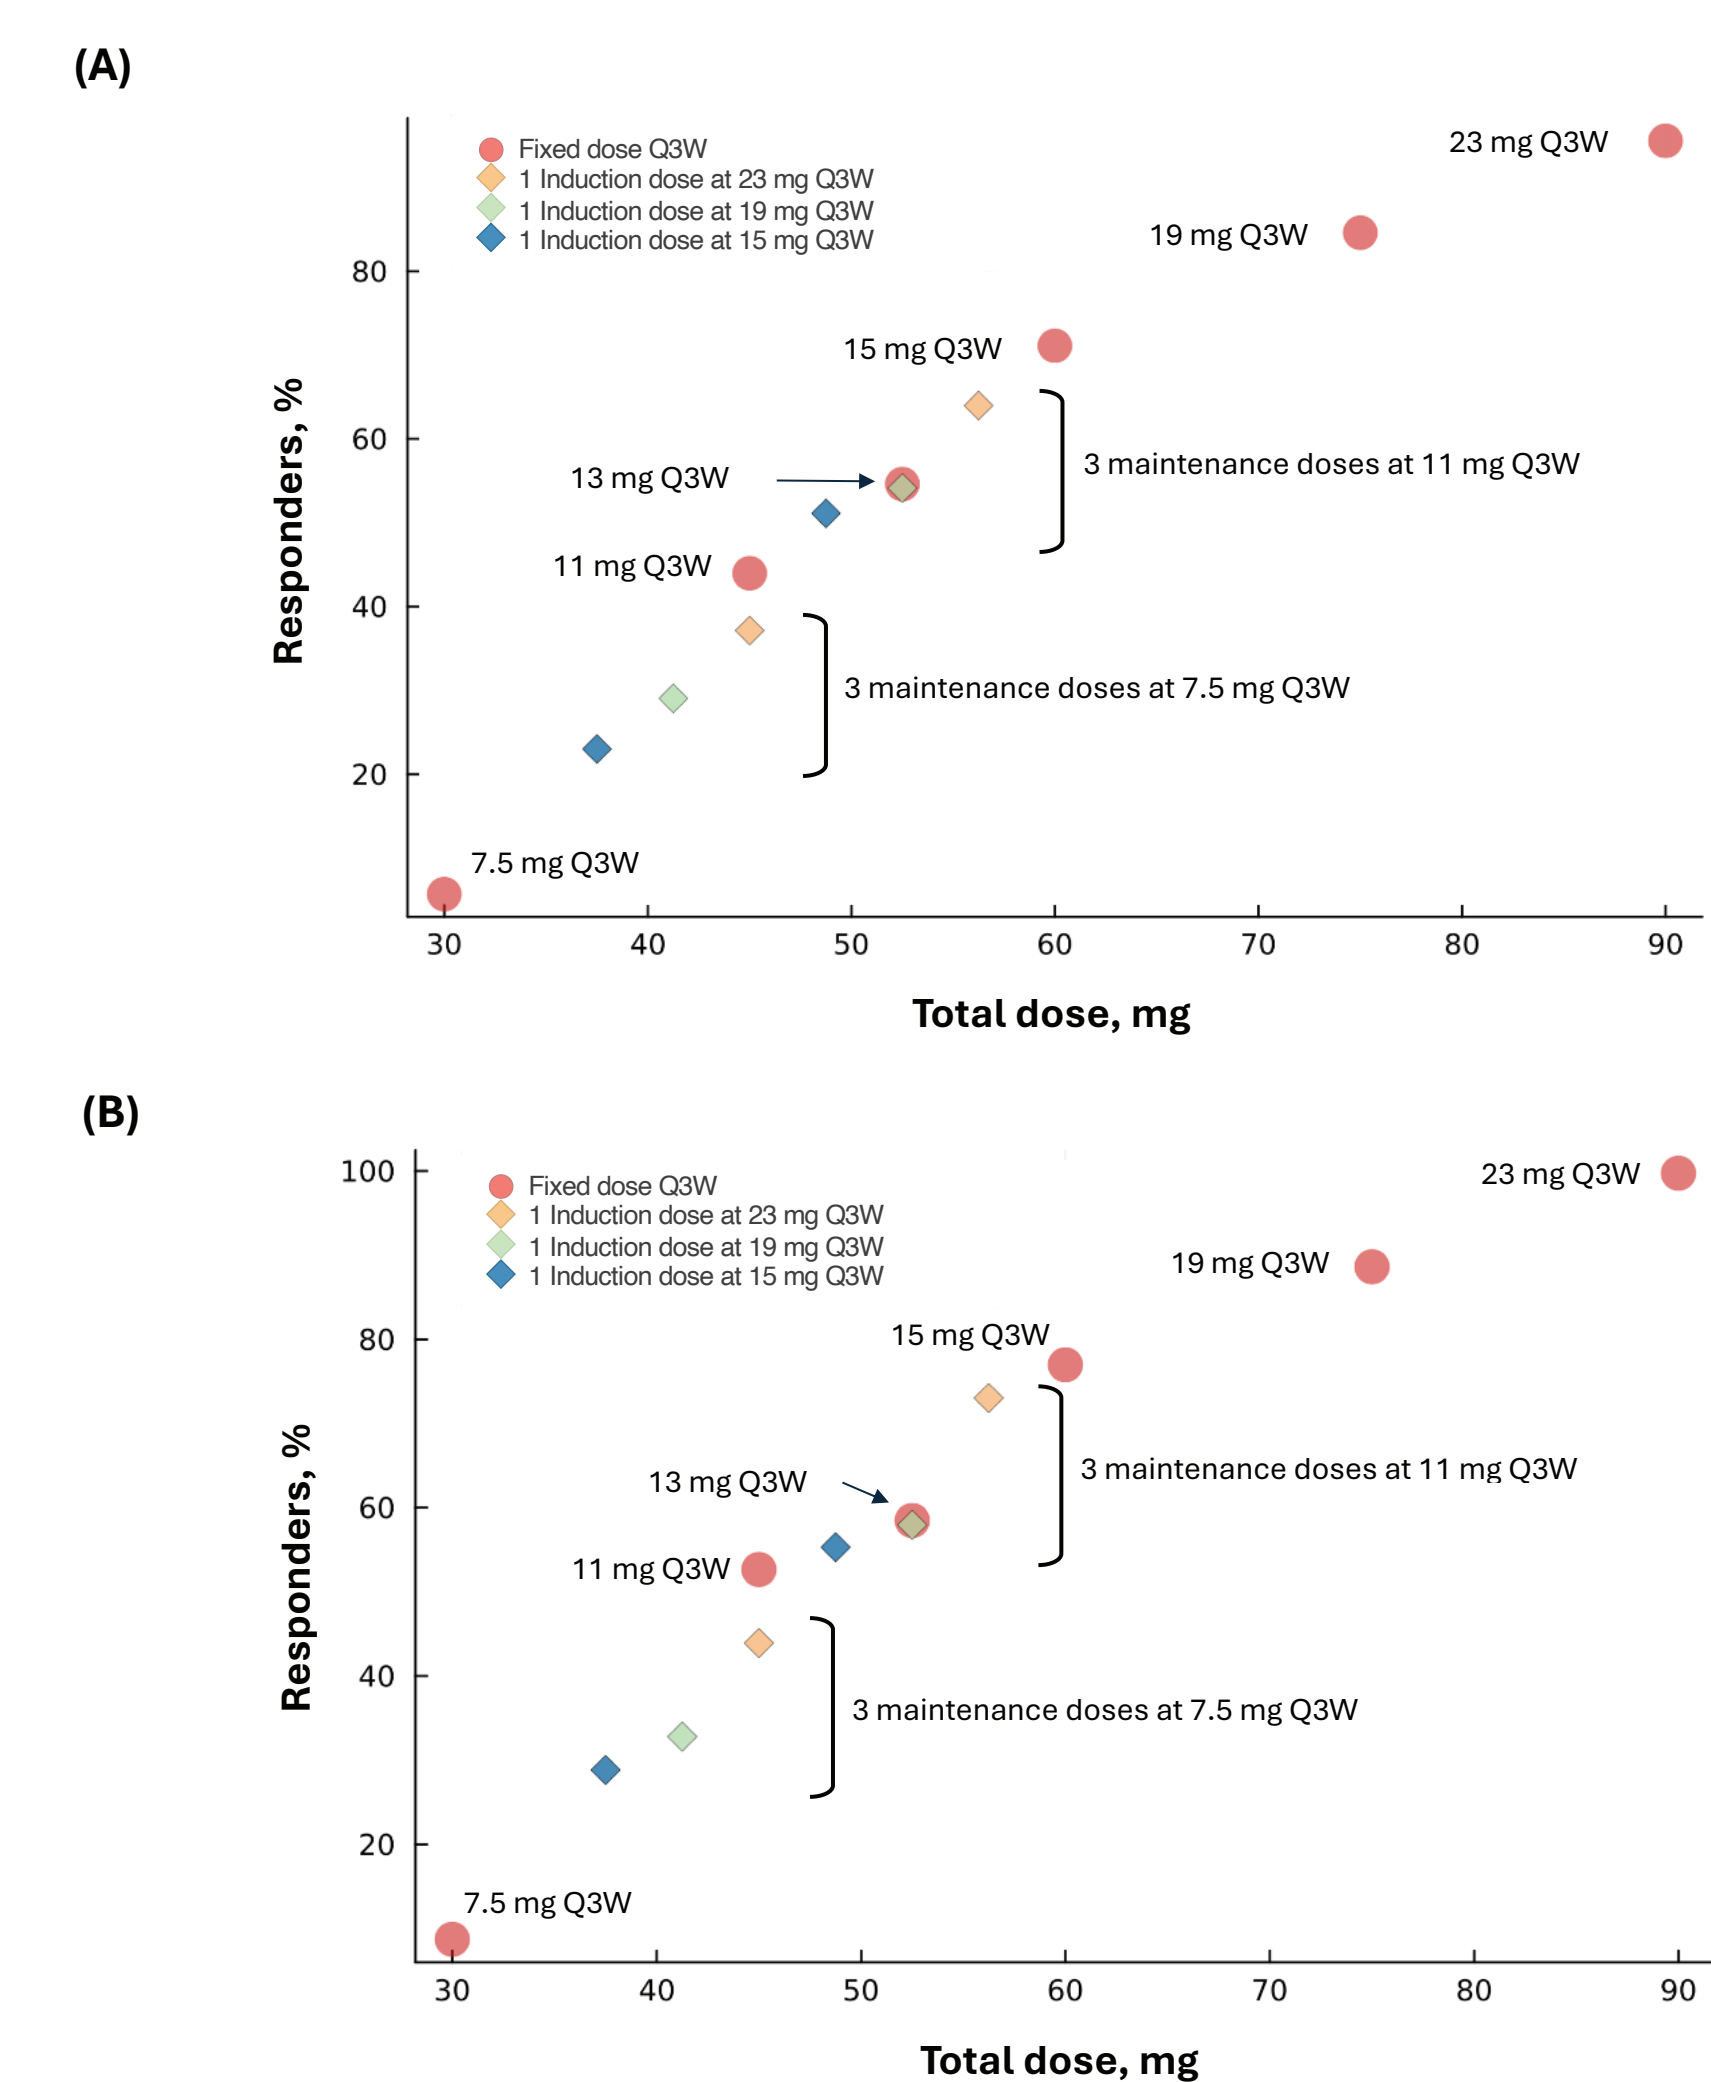 (A)
Fixed dose Q3W
1 Induction dose at 23 mg Q3W
1 Induction dose at 19 mg Q3W
1 Induction dose at 15 mg Q3W
23 mg Q3W
19 mg Q3W
80
15 mg Q3W
60
3 maintenance doses at 11 mg Q3W
13 mg Q3W
11 mg Q3W
40
3 maintenance doses at 7.5 mg Q3W
20
7.5 mg Q3W
Responders, %
30 40 50 60 70 80 90
Total dose, mg
(B)
100
Fixed dose Q3W
1 Induction dose at 23 mg Q3W
1 Induction dose at 19 mg Q3W
1 Induction dose at 15 mg Q3W
23 mg Q3W
19 mg Q3W
80
15 mg Q3W
3 maintenance doses at 11 mg Q3W
13 mg Q3W
60
11 mg Q3W
40
3 maintenance doses at 7.5 mg Q3W
20
7.5 mg Q3W
Responders, %
30 40 50 60 70 80 90
Total dose, mg